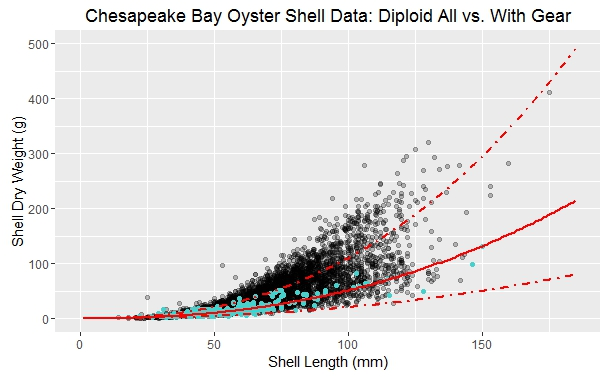 Chesapeake Bay Oyster Shell Data: Diploid All vs. With Gear
Shell Dry Weight (g)
500
400
300
200
100
0
0 50 100 150
Shell Length (mm)